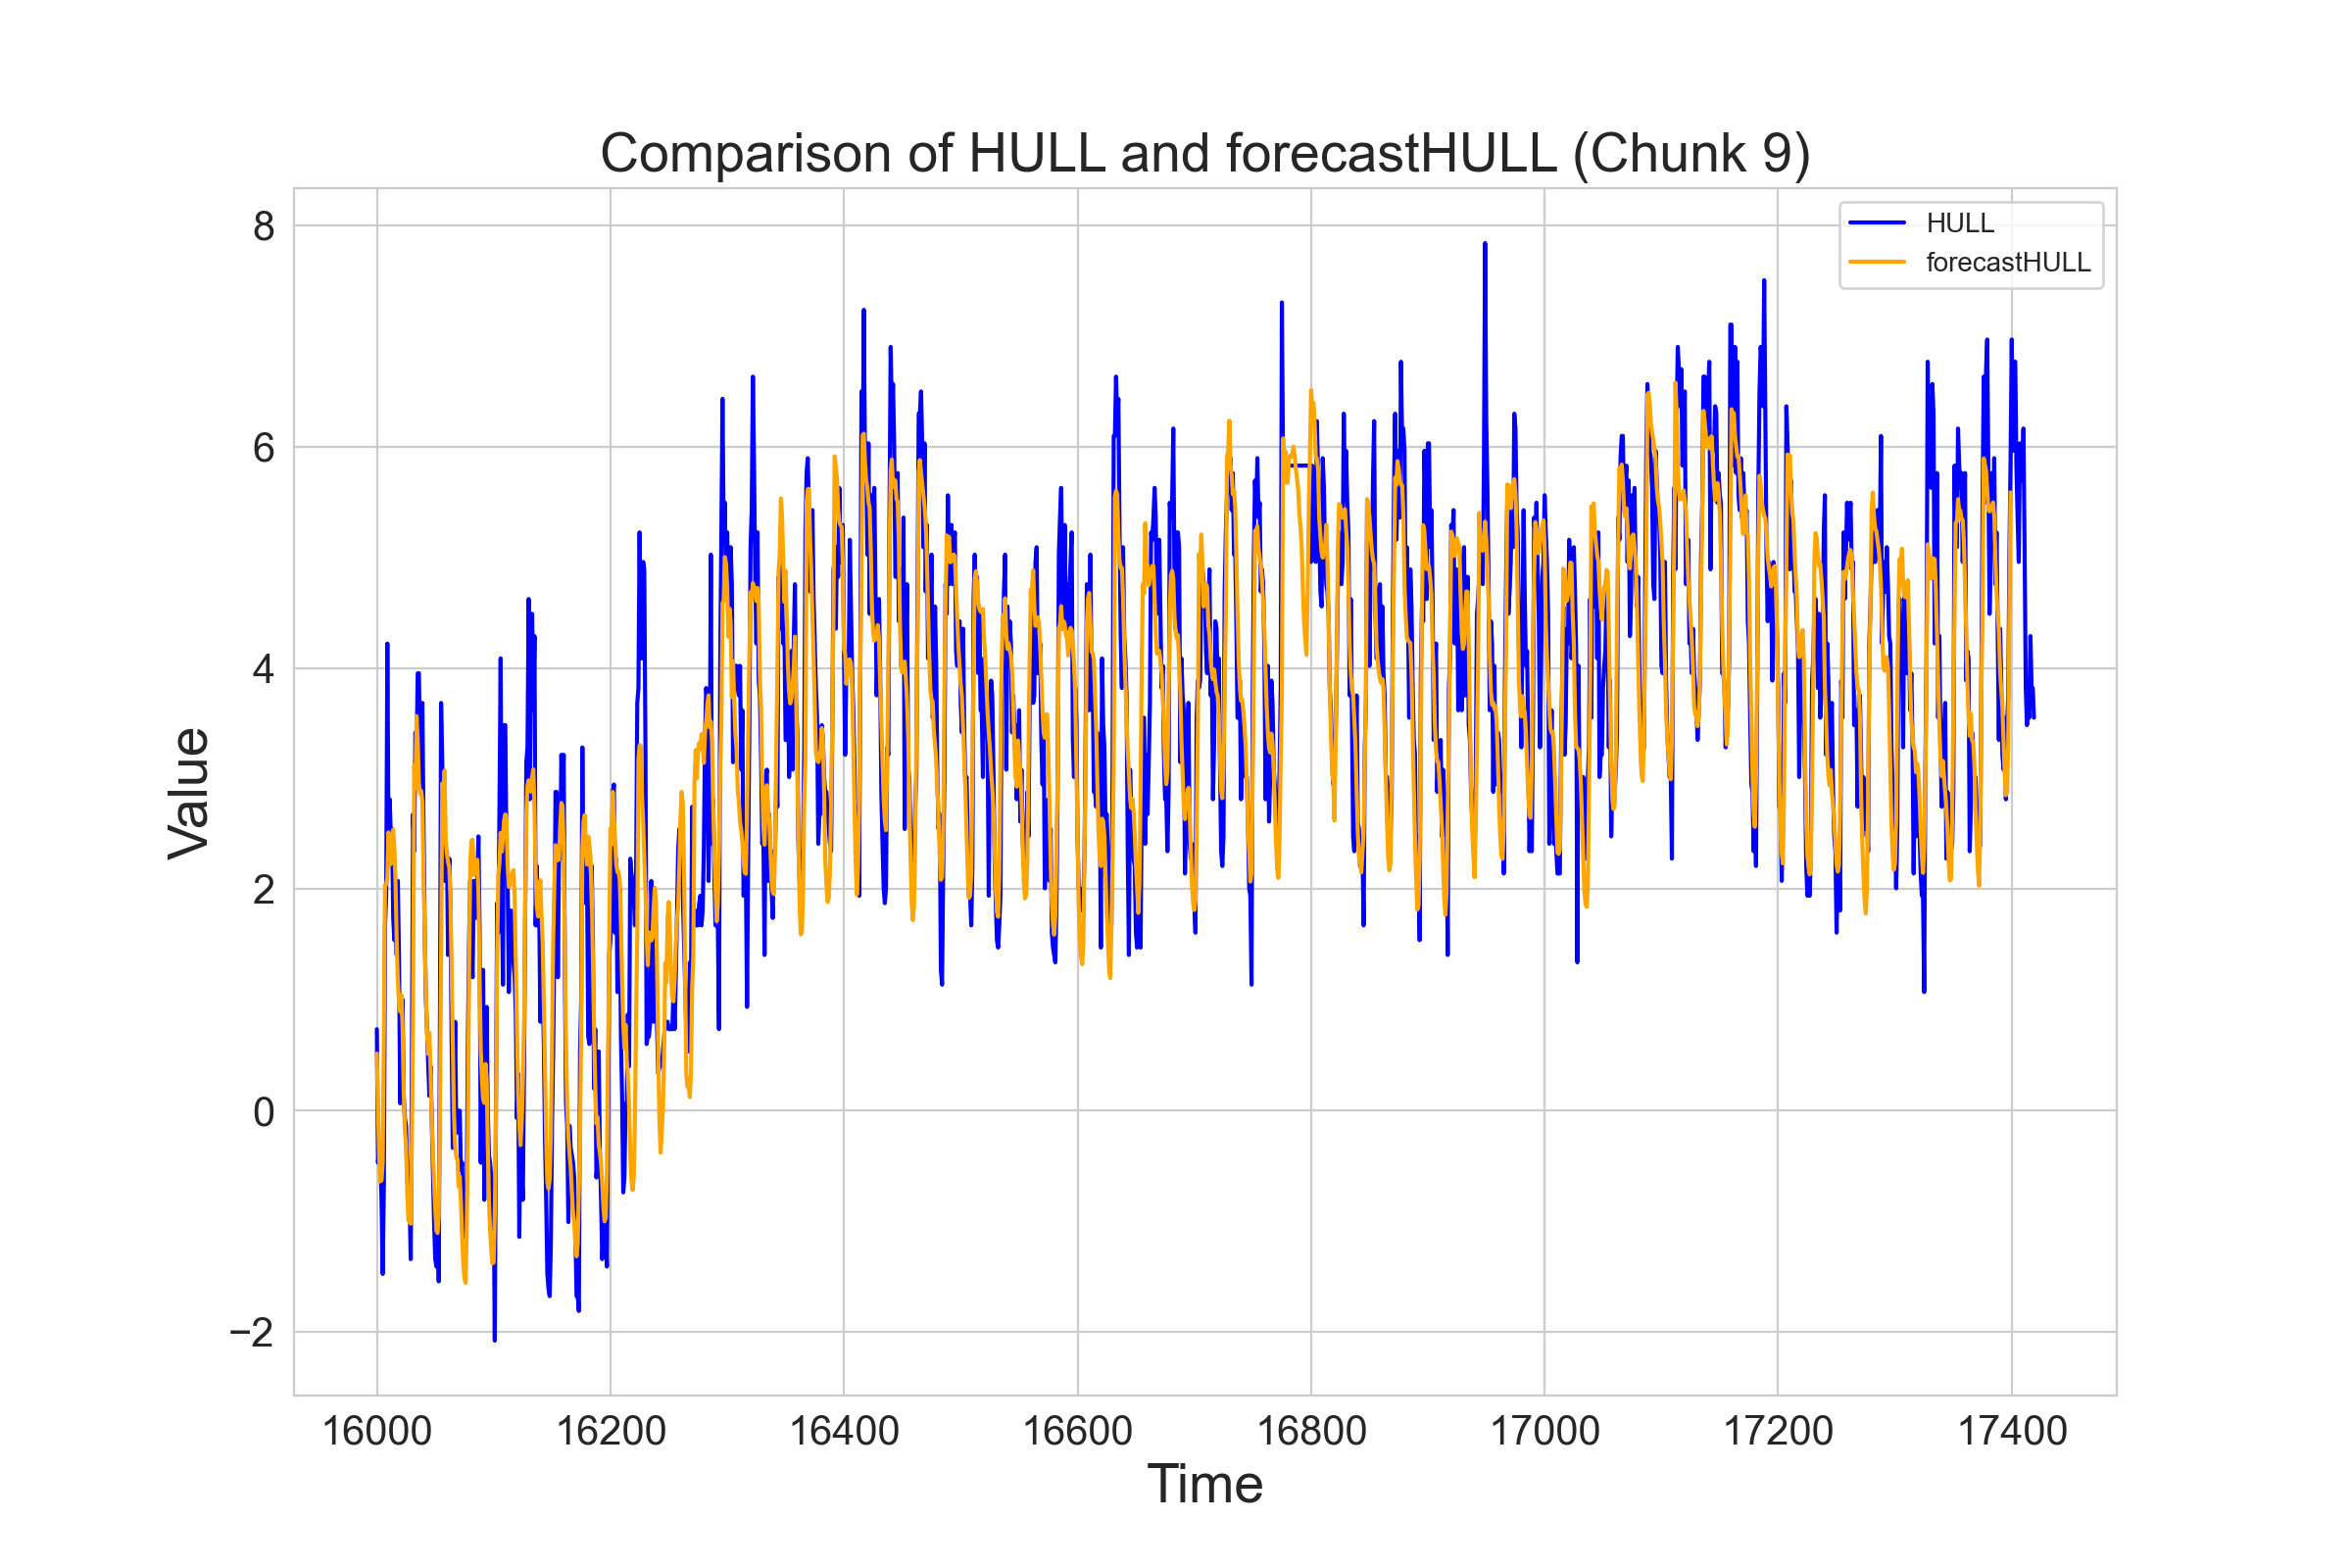 Comparison of HULL and forecastHULL (Chunk 9)
HULL
forecastHULL
8
6
4
2
0
−2
Value
16000 16200 16400 16600 16800 17000 17200 17400
Time